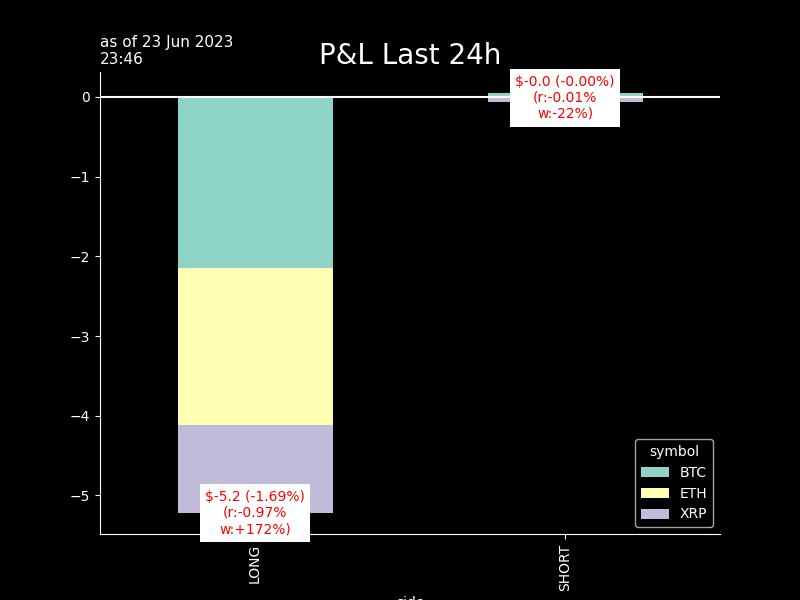 as of 23 Jun 2023
23:46
P&L Last 24h
0
−1
−2
−3
−4
−5
$-0.0 (-0.00%)
(r:-0.01%
w:-22%)
$-5.2 (-1.69%)
(r:-0.97%
w:+172%)
symbol
BTC
ETH
XRP
LONG
SHORT
side